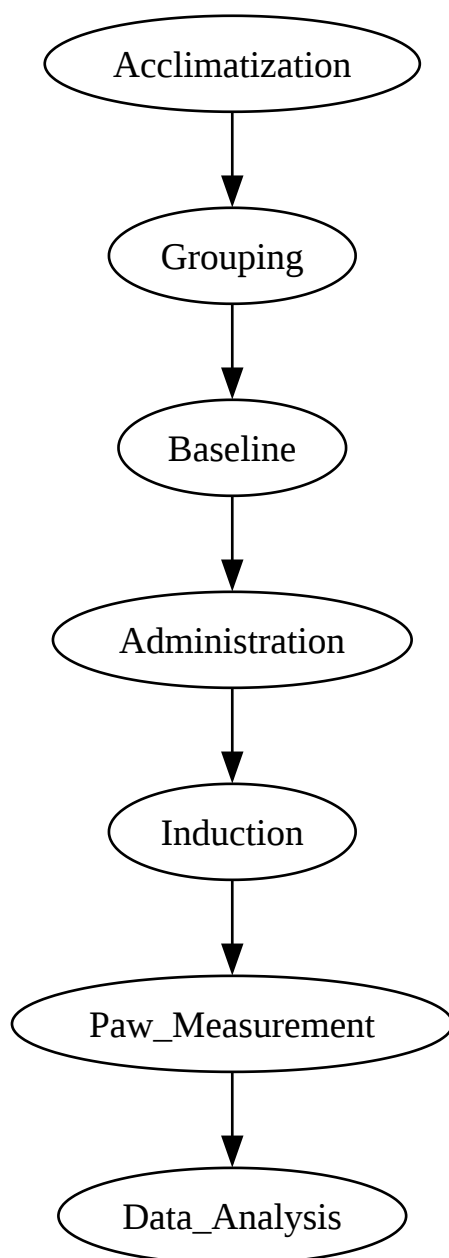 Acclimatization
Grouping
Baseline
Administration
Induction
Paw_Measurement
Data_Analysis